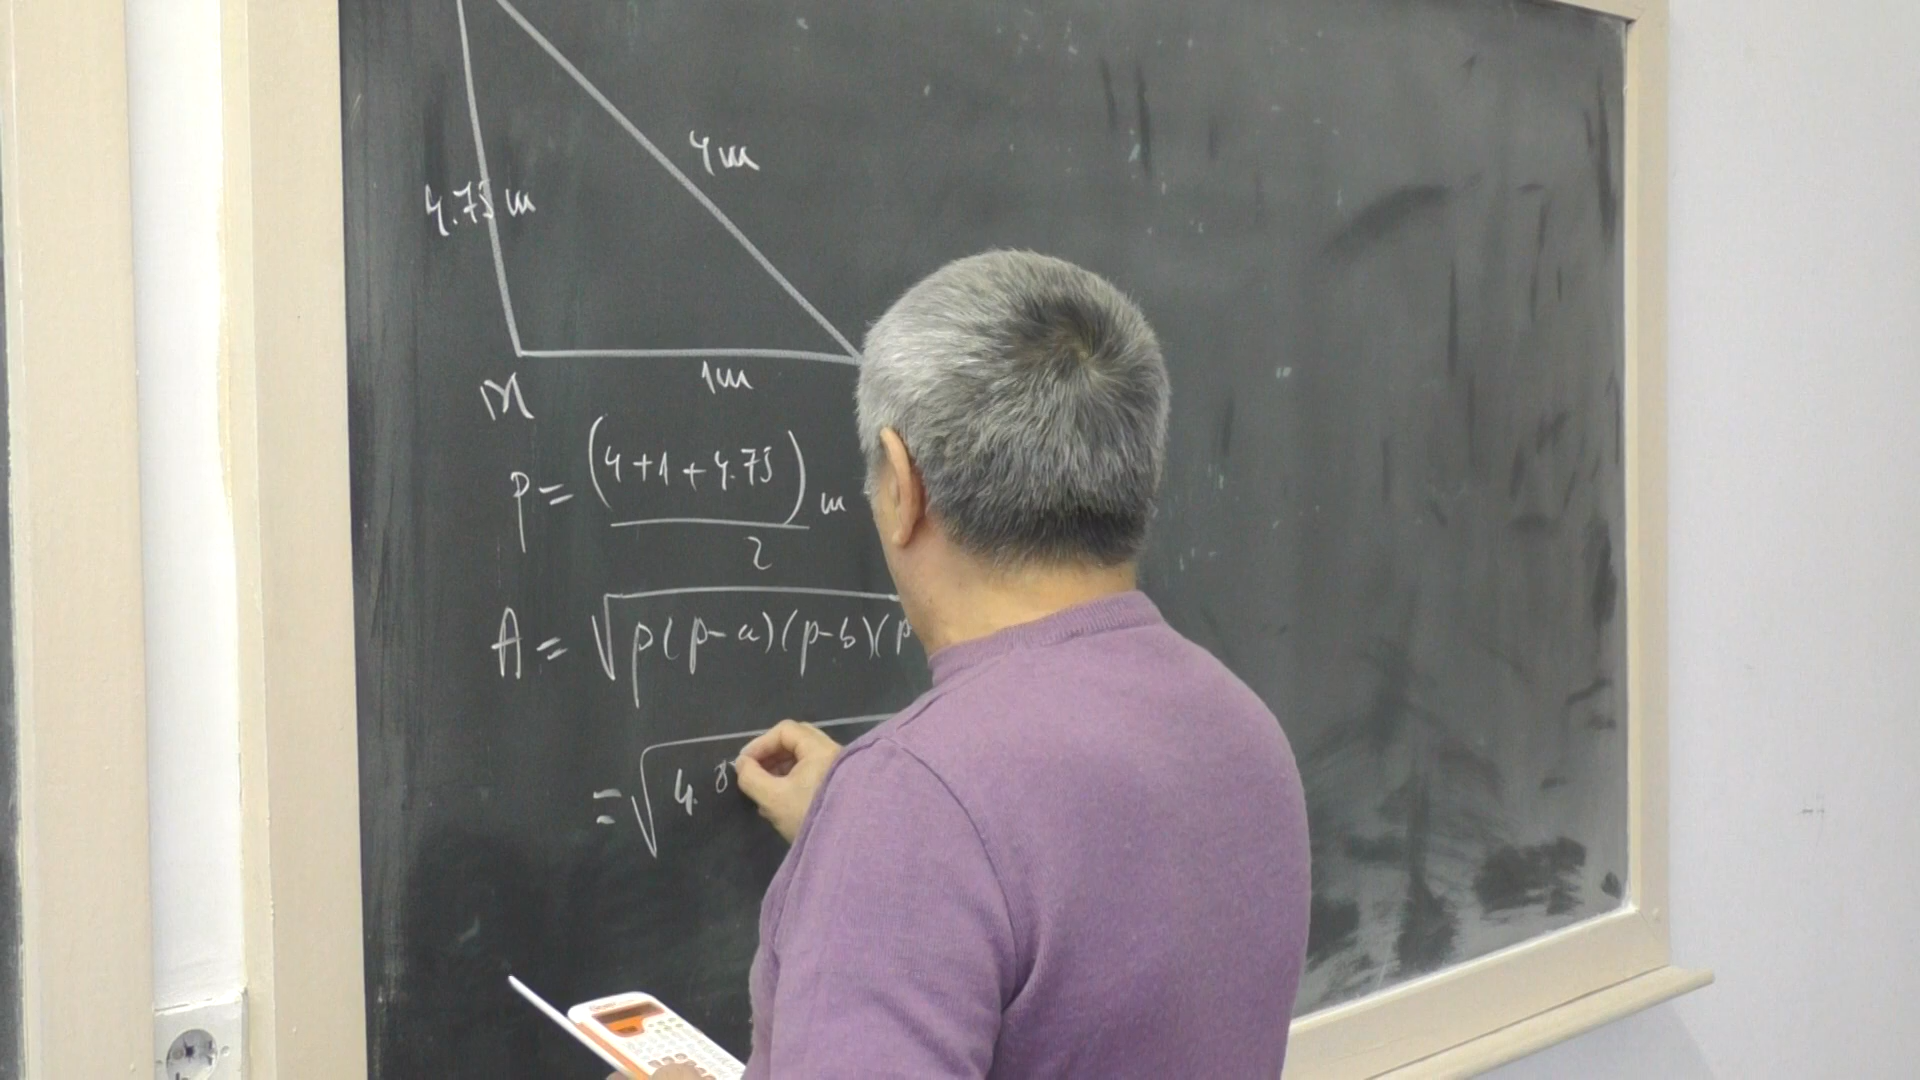 4m
4.75 m
1m
M
P = (4+1+4.75) m
2
A = √p(p-a)(p-b)(p
= √4.8